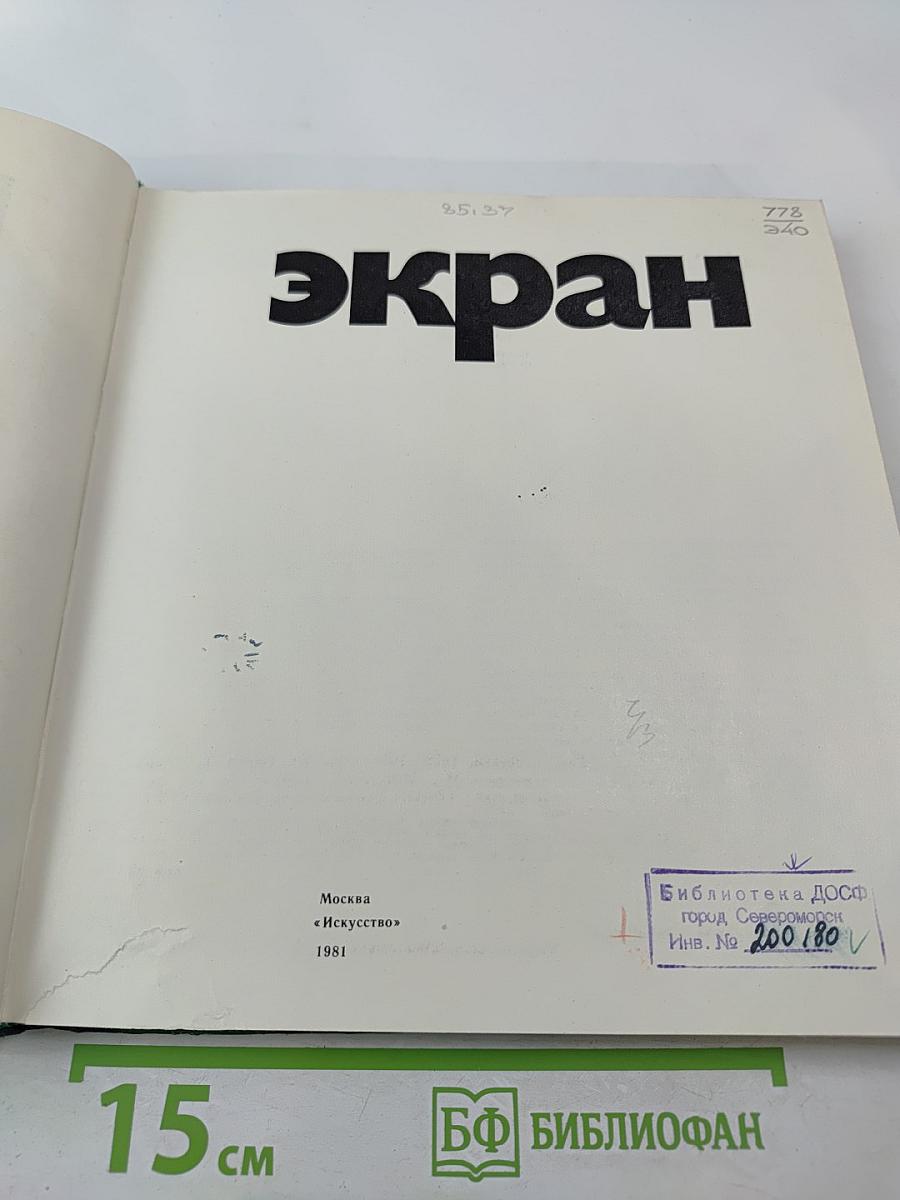 85.37
778
Э40
экран
Москва
«Искусство»
1981
Библиотека ДОСФ
город Североморск
Инв. № 200180
15 см
БФ БИБЛИОФАН